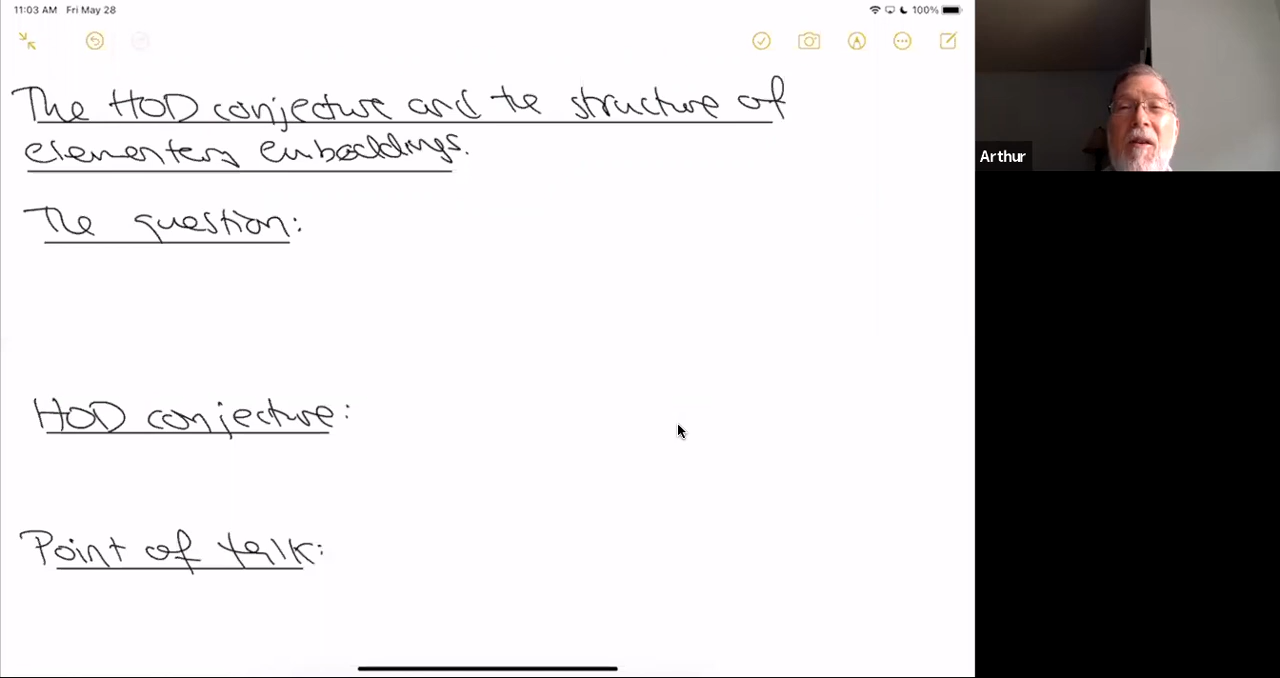 11:03 AM Fri May 28
100%
The HOD conjecture and the structure of
elementary embeddings.
The question:
HOD conjecture:
Point of talk:
Arthur